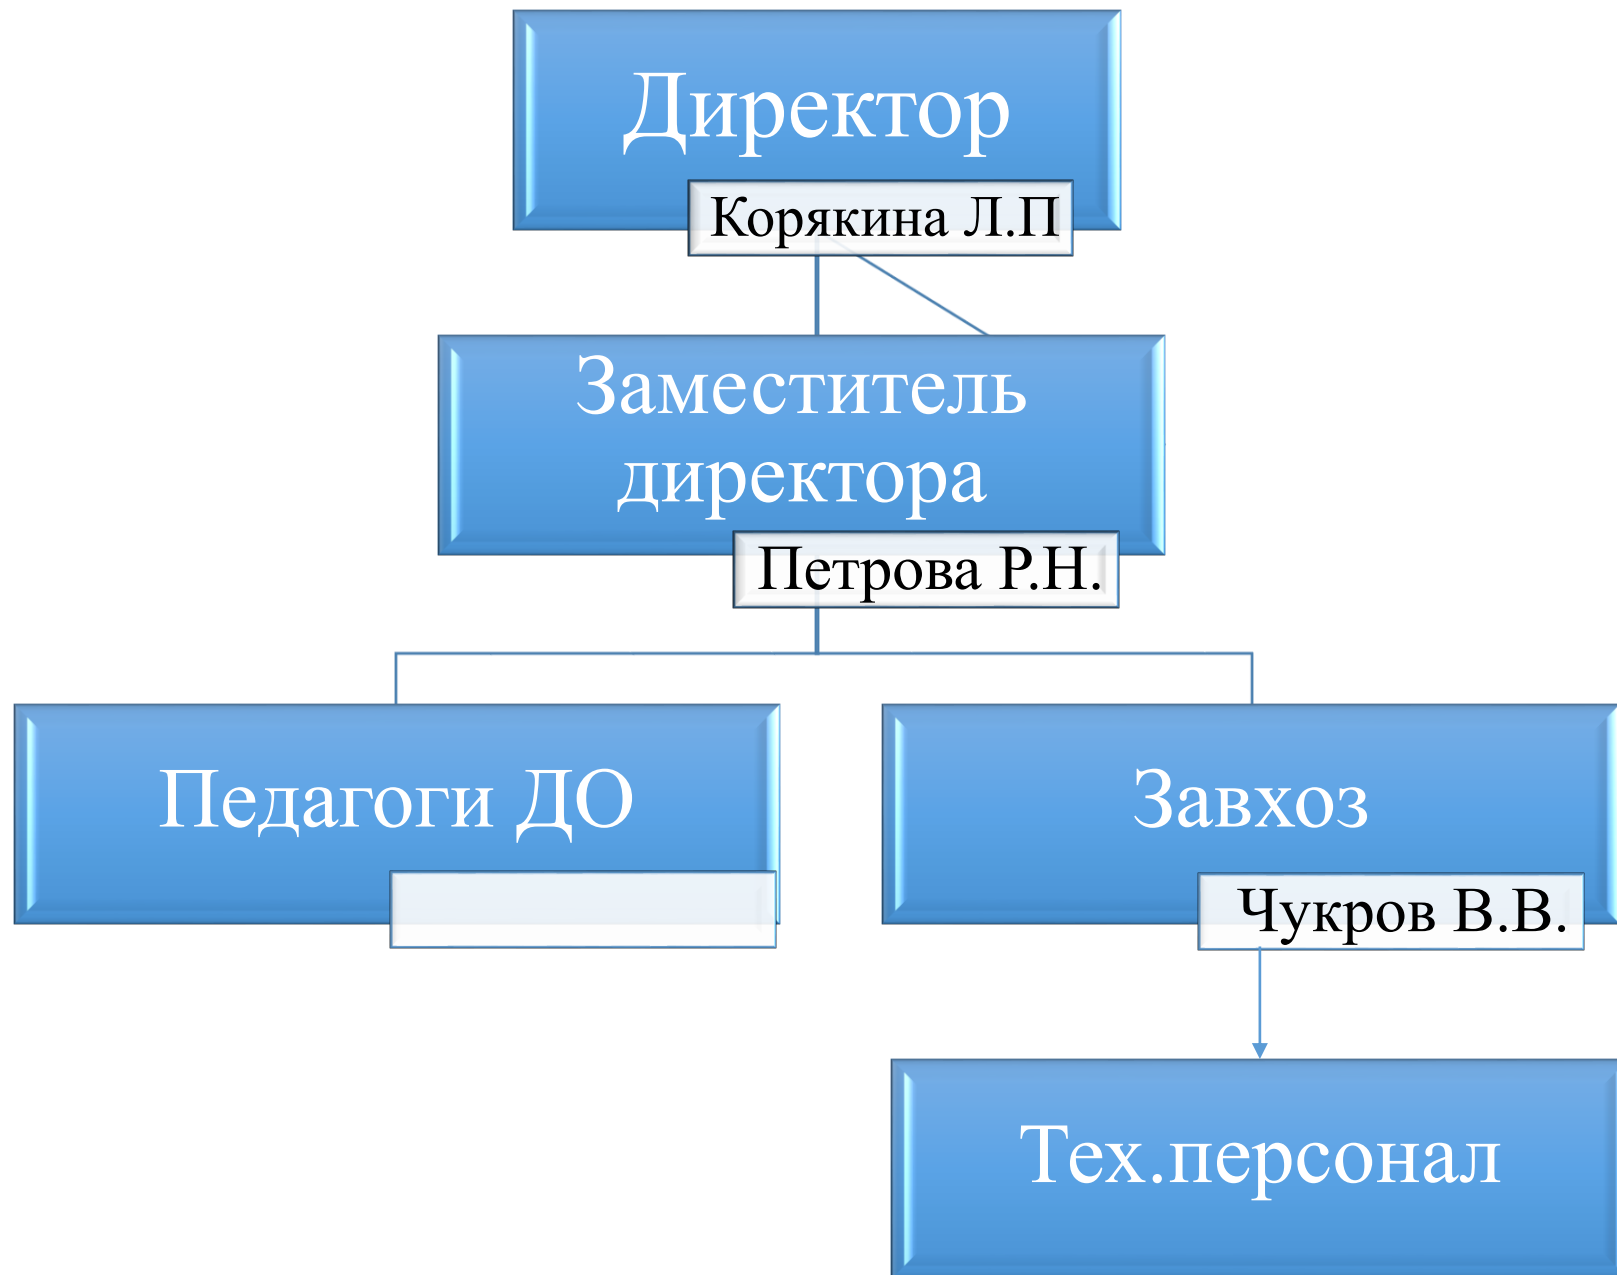 Директор
Корякина Л.П
Заместитель
директора
Петрова Р.Н.
Педагоги ДО
Завхоз
Чукров В.В.
Тех.персонал